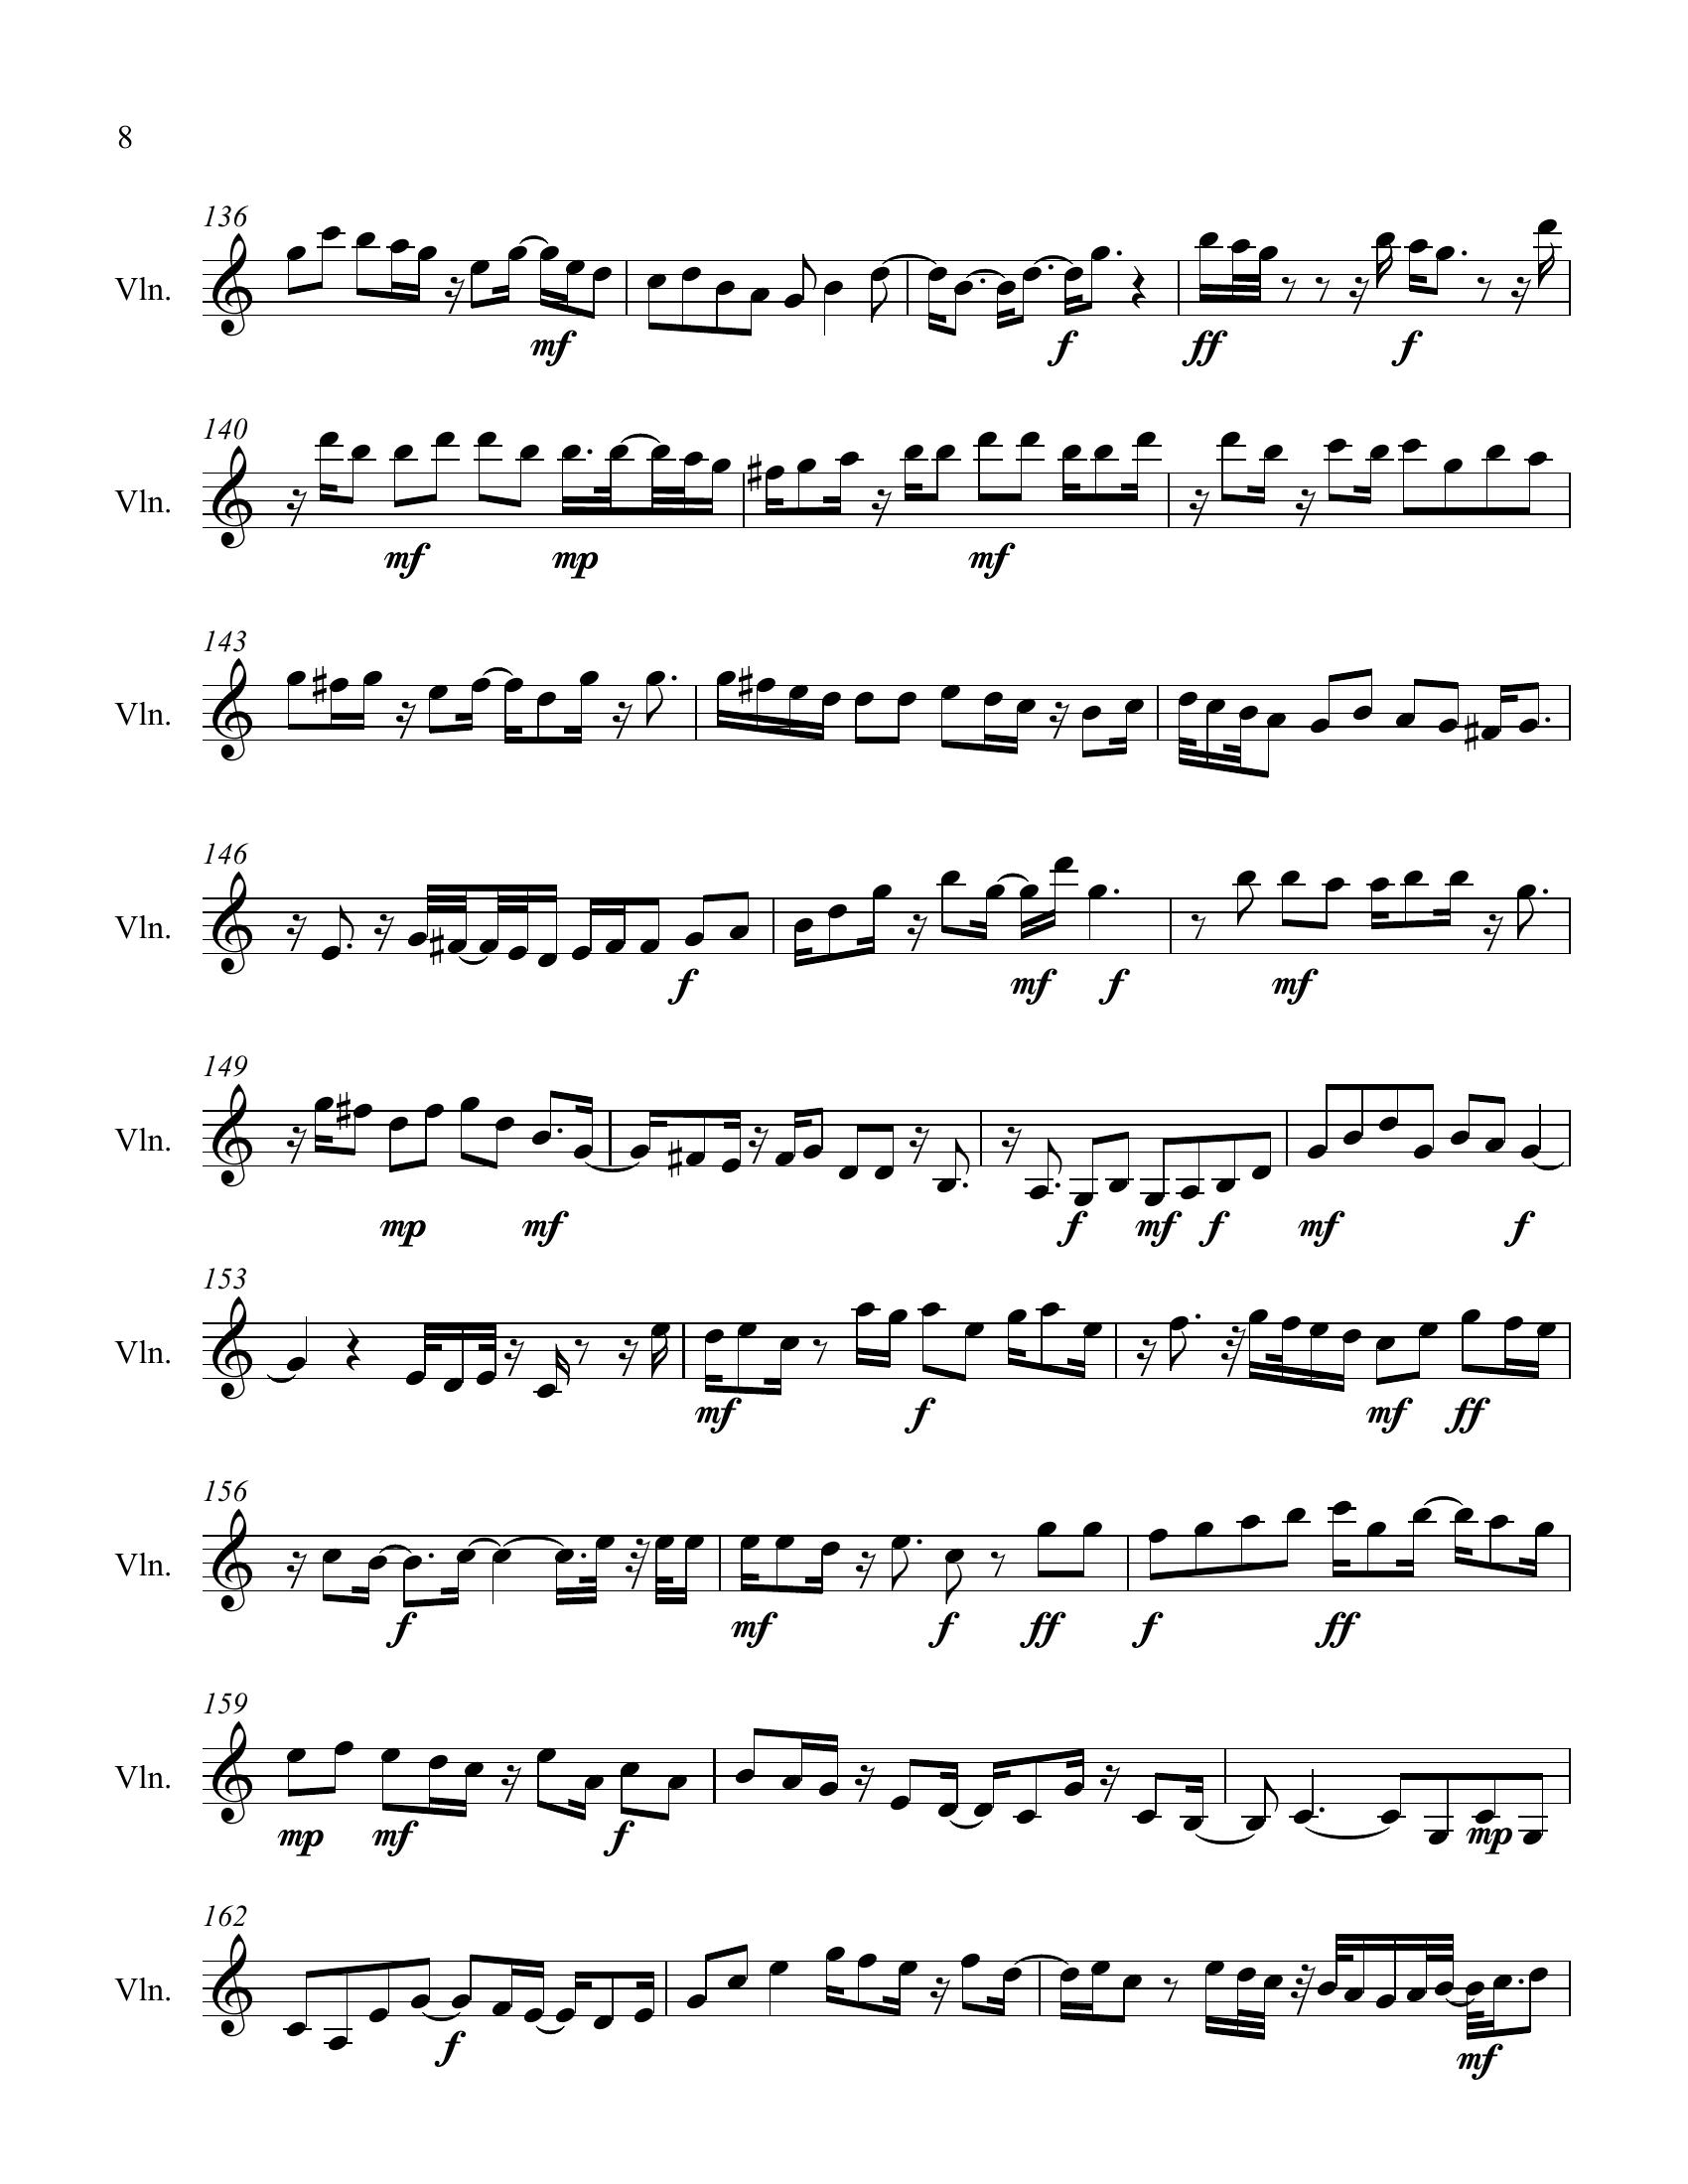 8
136
Vln.
mf f ff f
140
Vln.
mf mp mf
143
Vln.
146
Vln.
f mf f mf
149
Vln.
mp mf f mf f mf f
153
Vln.
mf f mf ff
156
Vln.
f mf f ff f ff
159
Vln.
mp mf f mp
162
Vln.
f mf